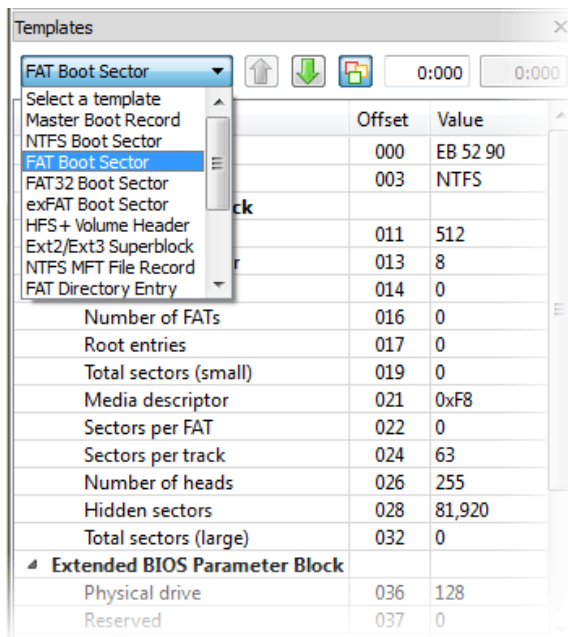 Templates
FAT Boot Sector 0:000 0:000
Select a template Offset Value
Master Boot Record
NTFS Boot Sector 000 EB 52 90
FAT Boot Sector
FAT32 Boot Sector 003 NTFS
exFAT Boot Sector ck
HFS+ Volume Header 011 512
Ext2/Ext3 Superblock
NTFS MFT File Record r 013 8
FAT Directory Entry 014 0
Number of FATs 016 0
Root entries 017 0
Total sectors (small) 019 0
Media descriptor 021 0xF8
Sectors per FAT 022 0
Sectors per track 024 63
Number of heads 026 255
Hidden sectors 028 81,920
Total sectors (large) 032 0
Extended BIOS Parameter Block
Physical drive 036 128
Reserved 037 0